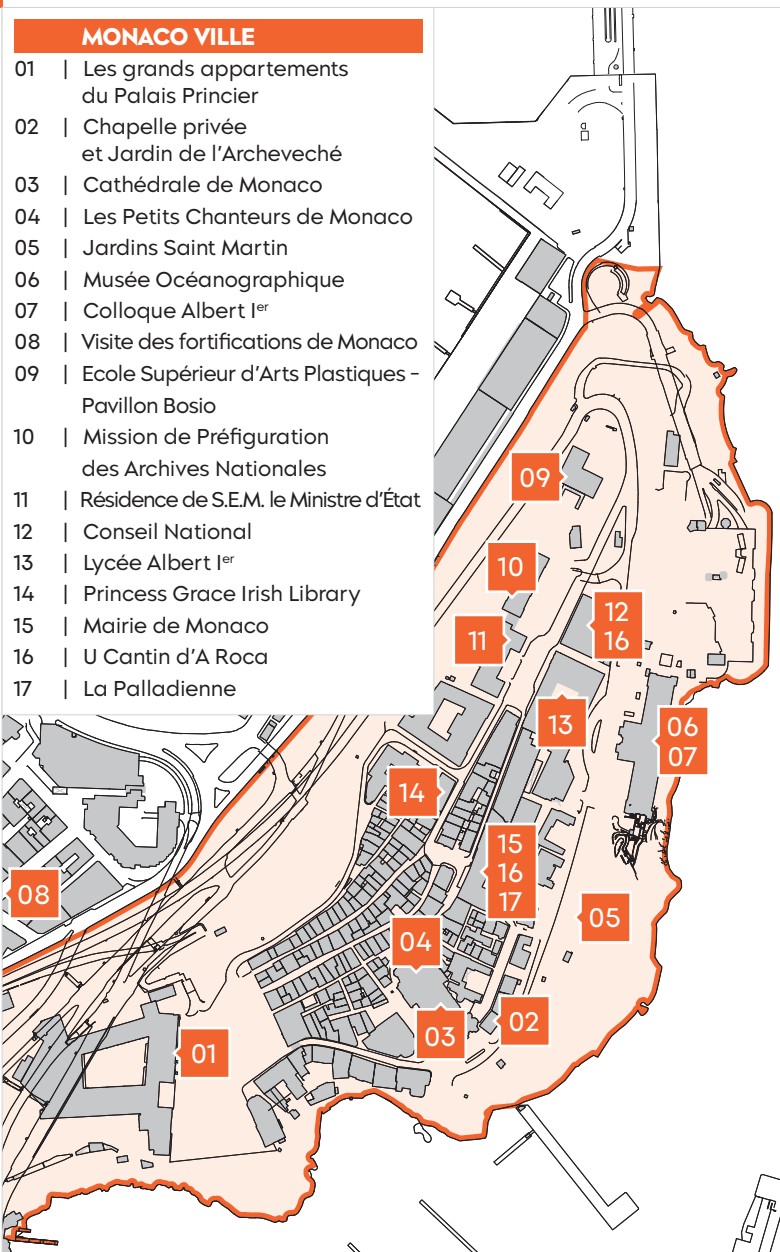 MONACO VILLE
01 | Les grands appartements
du Palais Princier
02 | Chapelle privée
et Jardin de l'Archeveché
03 | Cathédrale de Monaco
04 | Les Petits Chanteurs de Monaco
05 | Jardins Saint Martin
06 | Musée Océanographique
07 | Colloque Albert Ier
08 | Visite des fortifications de Monaco
09 | Ecole Supérieur d'Arts Plastiques -
Pavillon Bosio
10 | Mission de Préfiguration
des Archives Nationales
11 | Résidence de S.E.M. le Ministre d'État
12 | Conseil National
13 | Lycée Albert Ier
14 | Princess Grace Irish Library
15 | Mairie de Monaco
16 | U Cantin d'A Roca
17 | La Palladienne
09
10
12
16
11
13
06
07
14
15
16
17
08
05
04
02
03
01